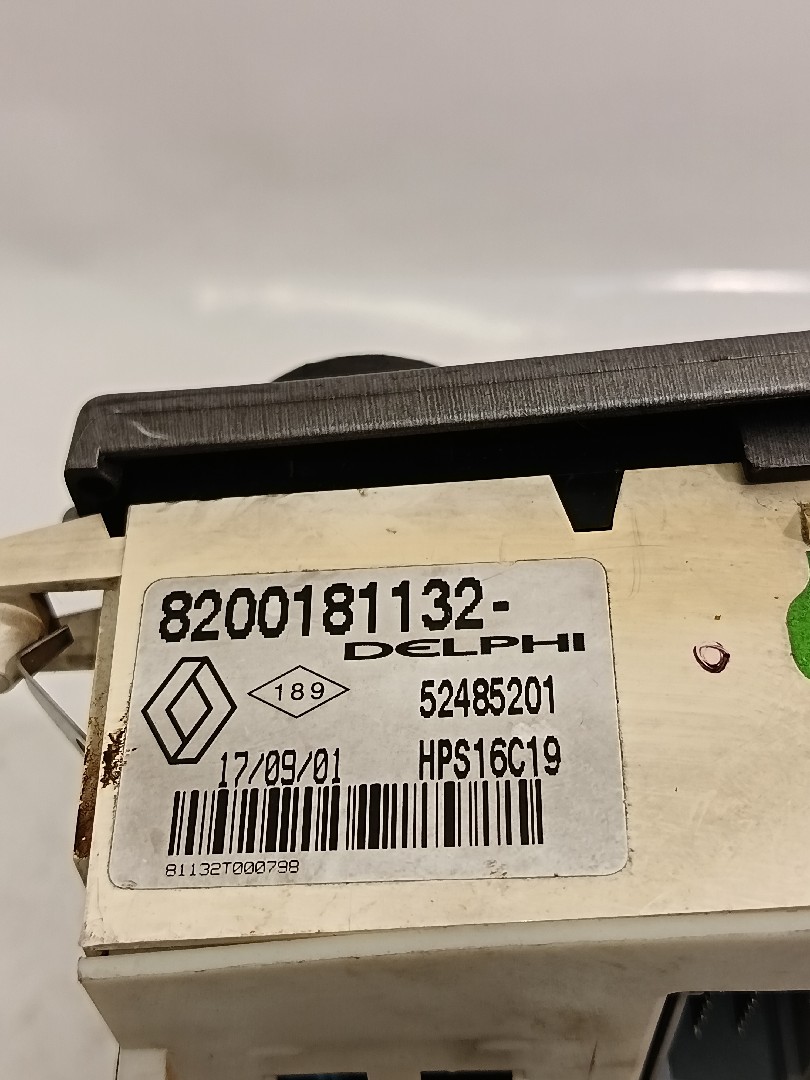 8200181132-
DELPHI
189
52485201
17/09/01
HPS16C19
81132T000798